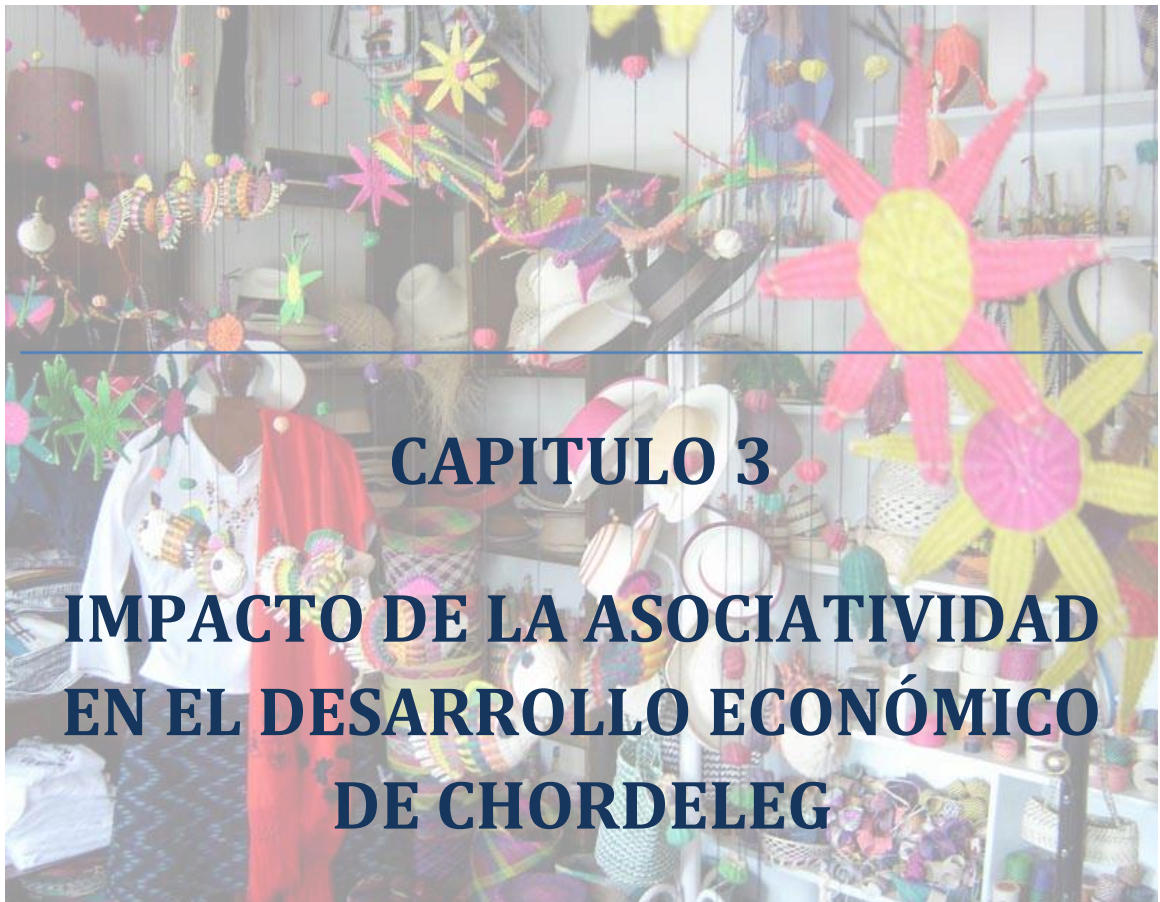 CAPITULO 3
IMPACTO DE LA ASOCIATIVIDAD
EN EL DESARROLLO ECONÓMICO
DE CHORDELEG